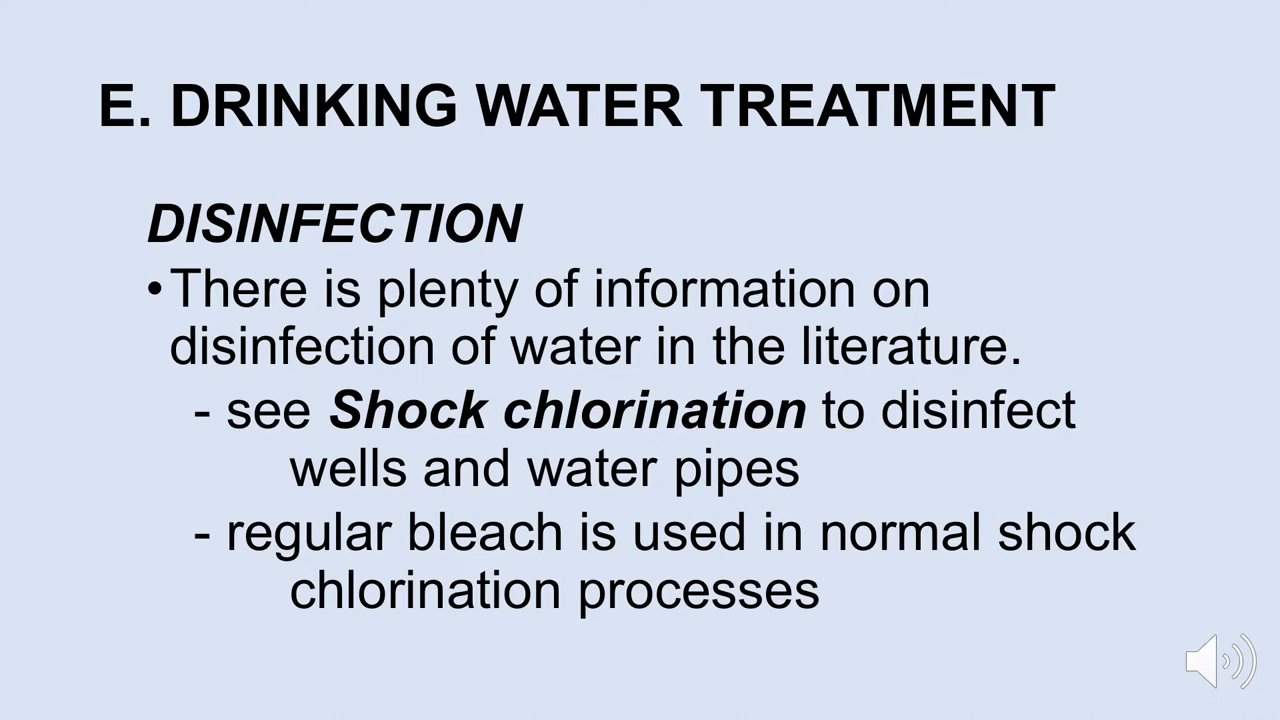 E. DRINKING WATER TREATMENT
DISINFECTION
•There is plenty of information on
disinfection of water in the literature.
- see Shock chlorination to disinfect
wells and water pipes
- regular bleach is used in normal shock
chlorination processes